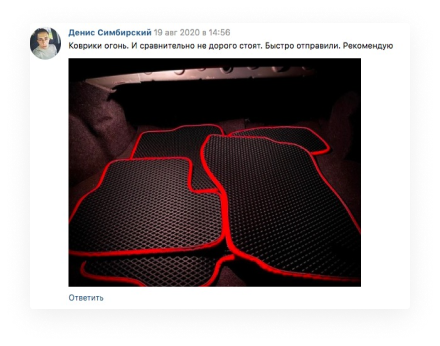 Денис Симбирский 19 авг 2020 в 14:56
Коврики огонь. И сравнительно не дорого стоят. Быстро отправили. Рекомендую
Ответить